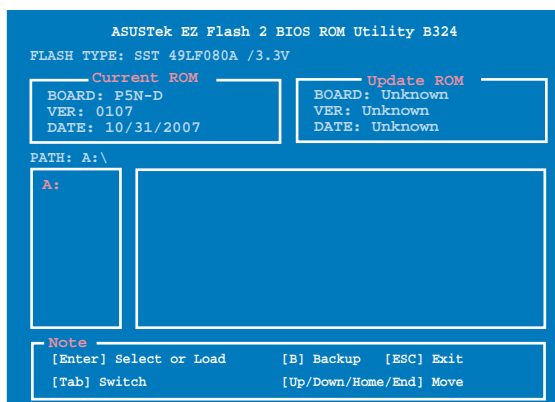 ASUSTek EZ Flash 2 BIOS ROM Utility B324
FLASH TYPE: SST 49LF080A /3.3V
Current ROM
BOARD: P5N-D
VER: 0107
DATE: 10/31/2007
Update ROM
BOARD: Unknown
VER: Unknown
DATE: Unknown
PATH: A:\
A:
Note
[Enter] Select or Load [B] Backup [ESC] Exit
[Tab] Switch [Up/Down/Home/End] Move